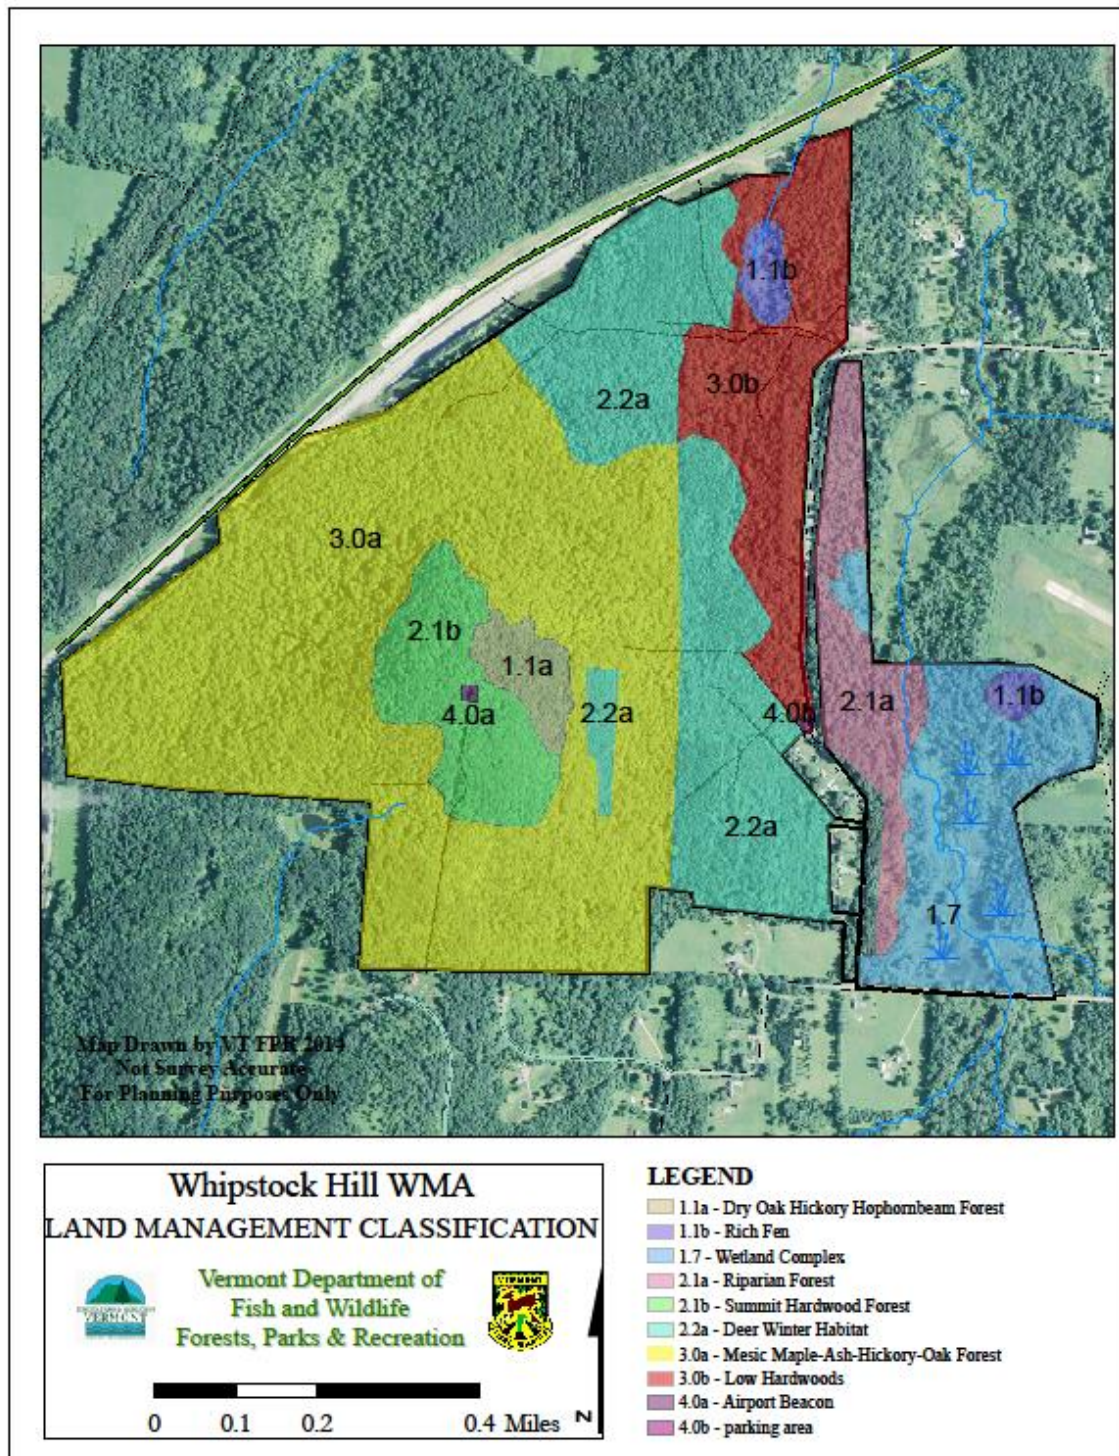 1.1b
3.0b
2.2a
3.0a
2.1b
1.1a
2.1a
1.1b
4.0a
2.2a
4.0b
2.2a
1.7
Map Drawn by VT FPR 2014
Not Survey Accurate
For Planning Purposes Only
Whipstock Hill WMA
LAND MANAGEMENT CLASSIFICATION
Vermont Department of
Fish and Wildlife
Forests, Parks & Recreation
VERMONT
VERMONT
0 0.1 0.2 0.4 Miles
N
LEGEND
1.1a - Dry Oak Hickory Hophornbeam Forest
1.1b - Rich Fen
1.7 - Wetland Complex
2.1a - Riparian Forest
2.1b - Summit Hardwood Forest
2.2a - Deer Winter Habitat
3.0a - Mesic Maple-Ash-Hickory-Oak Forest
3.0b - Low Hardwoods
4.0a - Airport Beacon
4.0b - parking area